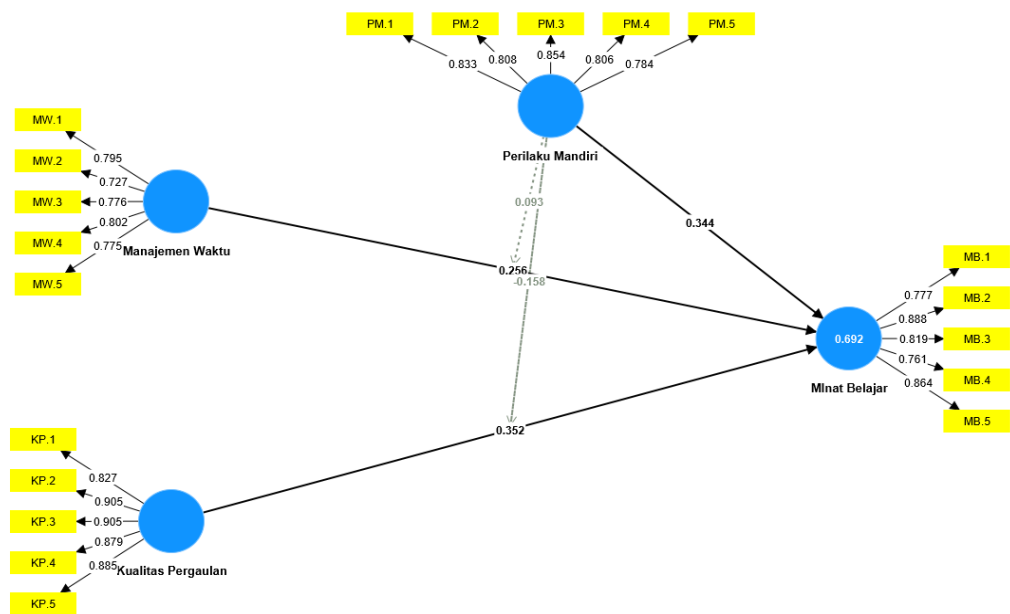 PM.1
PM.2
PM.3
PM.4
PM.5
0.833
0.808
0.854
0.806
0.784
Perilaku Mandiri
MW.1
MW.2
MW.3
MW.4
MW.5
0.795
0.727
0.776
0.802
0.775
Manajemen Waktu
0.093
0.344
0.256
-0.158
0.352
KP.1
KP.2
KP.3
KP.4
KP.5
0.827
0.905
0.905
0.879
0.885
Kualitas Pergaulan
0.692
MInat Belajar
0.777
0.888
0.819
0.761
0.864
MB.1
MB.2
MB.3
MB.4
MB.5